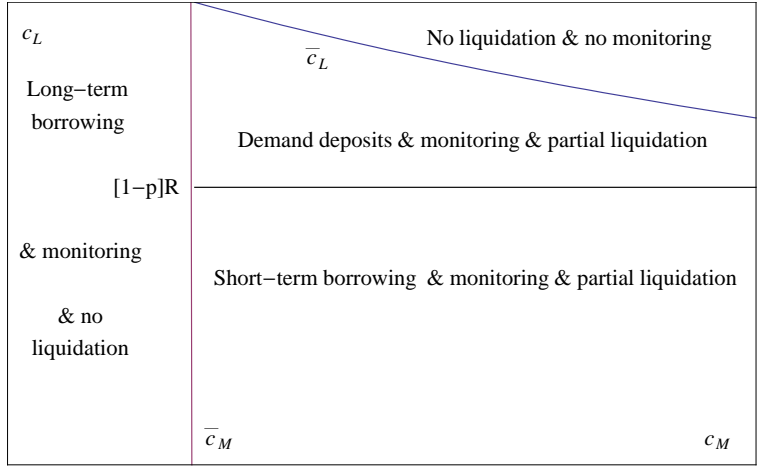 c_L
No liquidation & no monitoring
c̅_L
Long−term
borrowing
Demand deposits & monitoring & partial liquidation
[1−p]R
& monitoring
Short−term borrowing & monitoring & partial liquidation
& no
liquidation
c̅_M
c_M